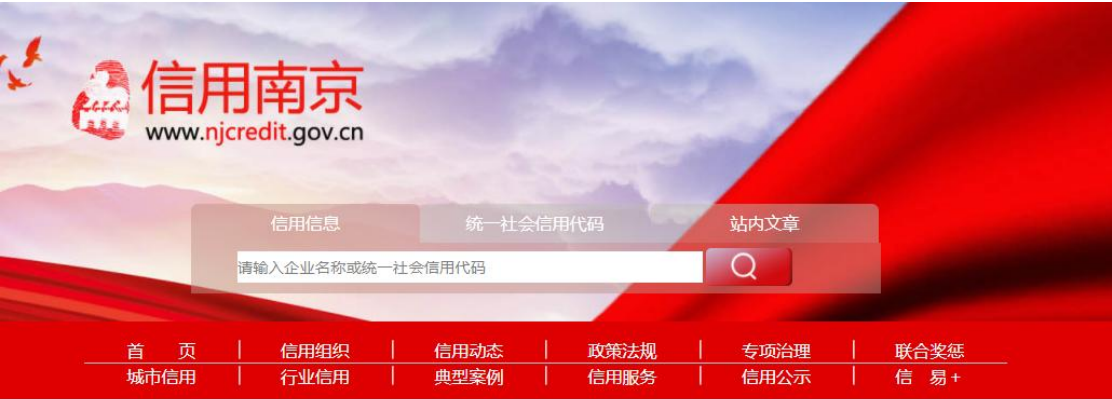 信用南京
www.njcredit.gov.cn
信用信息 统一社会信用代码 站内文章
请输入企业名称或统一社会信用代码
首 页 | 信用组织 | 信用动态 | 政策法规 | 专项治理 | 联合奖惩
城市信用 | 行业信用 | 典型案例 | 信用服务 | 信用公示 | 信 易+